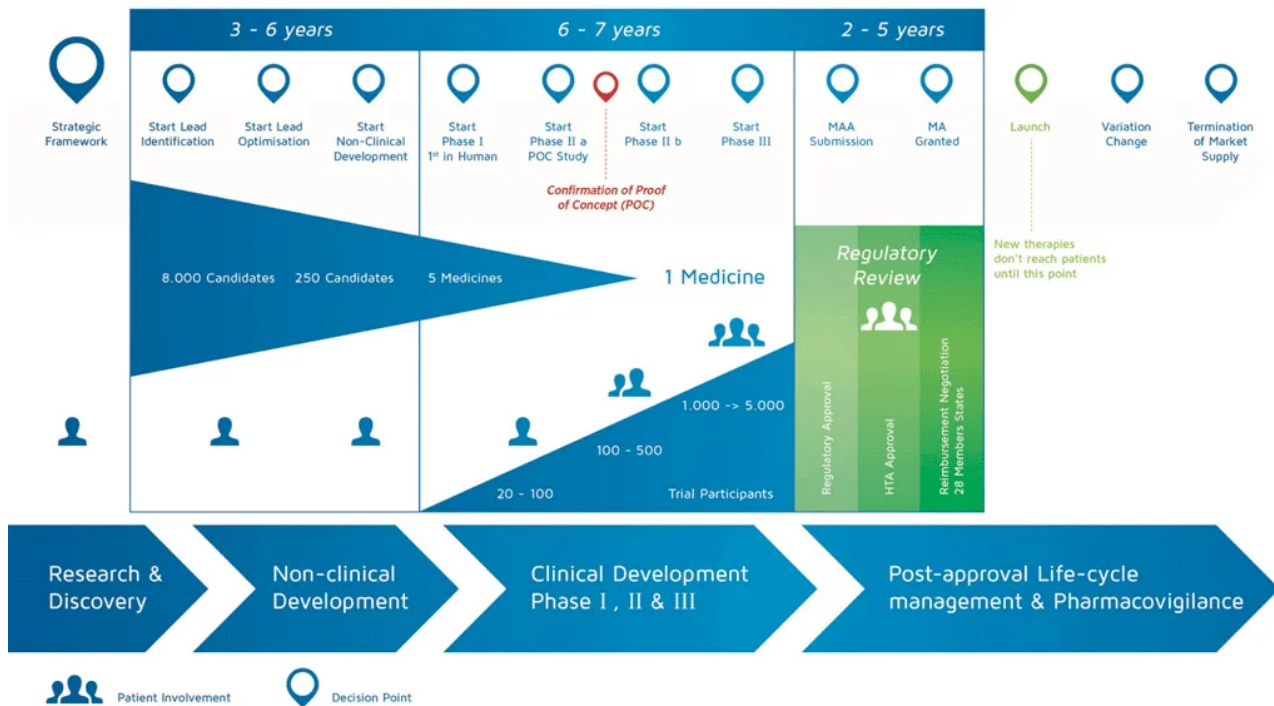 3 - 6 years
6 - 7 years
2 - 5 years
Strategic
Framework
Start Lead
Identification
Start Lead
Optimisation
Start
Non-Clinical
Development
Start
Phase I
1st in Human
Start
Phase II a
POC Study
Start
Phase II b
Start
Phase III
MAA
Submission
MA
Granted
Launch
Variation
Change
Termination
of Market
Supply
Confirmation of Proof
of Concept (POC)
8.000 Candidates
250 Candidates
5 Medicines
1 Medicine
Regulatory
Review
New therapies
don't reach patients
until this point
1.000 -> 5.000
100 - 500
20 - 100
Trial Participants
Regulatory Approval
HTA Approval
Reimbursement Negotiation
28 Members States
Research &
Discovery
Non-clinical
Development
Clinical Development
Phase I , II & III
Post-approval Life-cycle
management & Pharmacovigilance
Patient Involvement
Decision Point